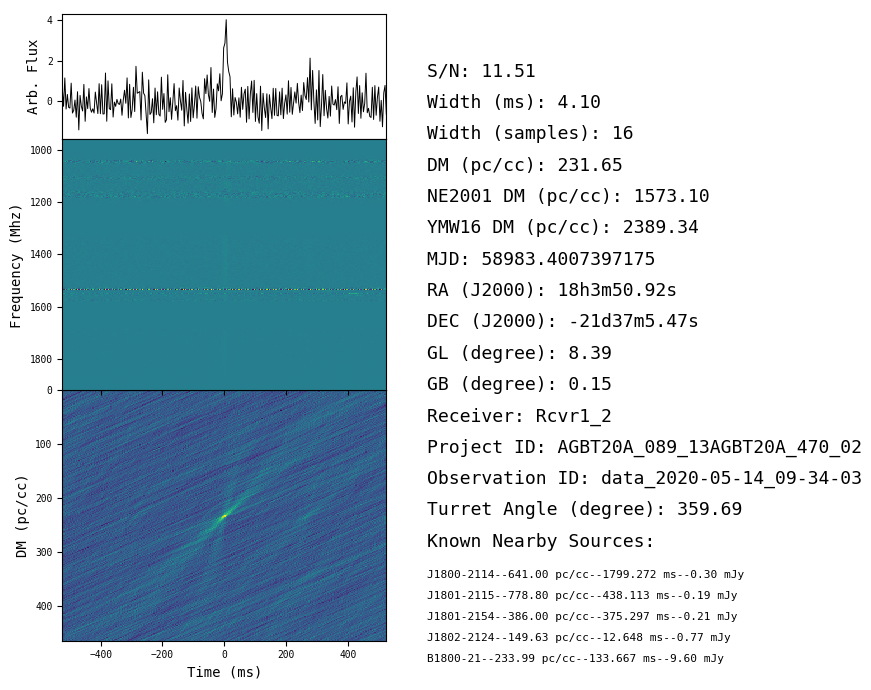 4
2
0
Arb. Flux
1000
1200
1400
1600
1800
Frequency (Mhz)
0
100
200
300
400
DM (pc/cc)
−400
−200
0
200
400
Time (ms)
S/N: 11.51
Width (ms): 4.10
Width (samples): 16
DM (pc/cc): 231.65
NE2001 DM (pc/cc): 1573.10
YMW16 DM (pc/cc): 2389.34
MJD: 58983.4007397175
RA (J2000): 18h3m50.92s
DEC (J2000): -21d37m5.47s
GL (degree): 8.39
GB (degree): 0.15
Receiver: Rcvr1_2
Project ID: AGBT20A_089_13AGBT20A_470_02
Observation ID: data_2020-05-14_09-34-03
Turret Angle (degree): 359.69
Known Nearby Sources:
J1800-2114--641.00 pc/cc--1799.272 ms--0.30 mJy
J1801-2115--778.80 pc/cc--438.113 ms--0.19 mJy
J1801-2154--386.00 pc/cc--375.297 ms--0.21 mJy
J1802-2124--149.63 pc/cc--12.648 ms--0.77 mJy
B1800-21--233.99 pc/cc--133.667 ms--9.60 mJy